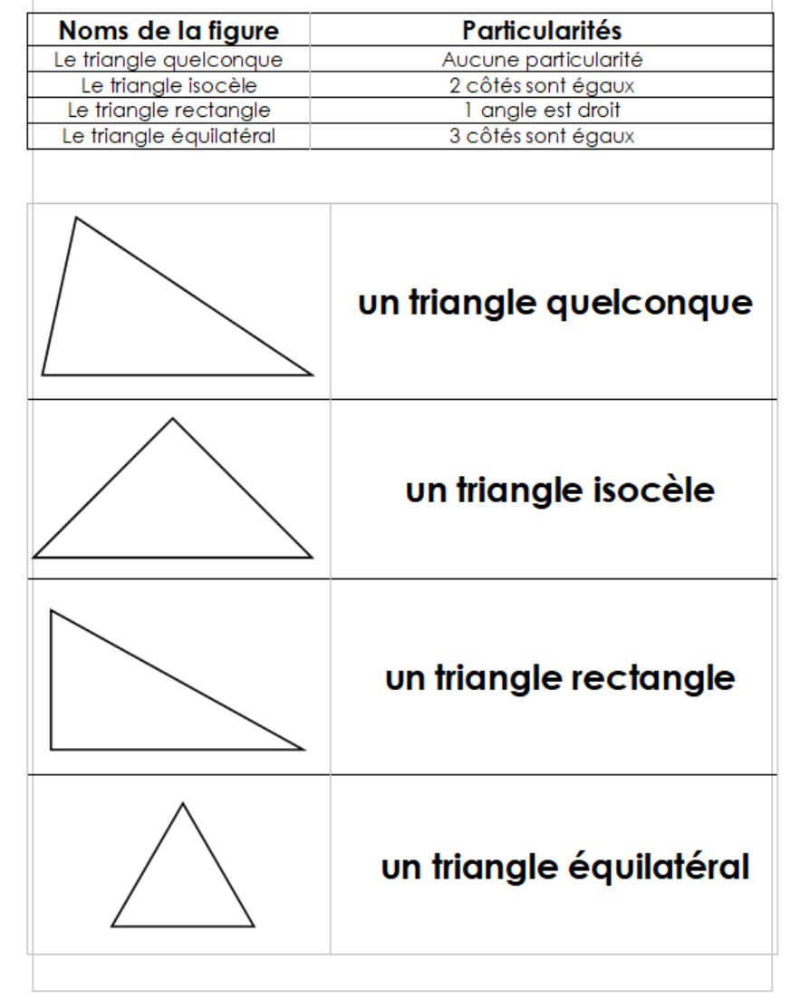 Noms de la figure Particularités
Le triangle quelconque Aucune particularité
Le triangle isocèle 2 côtés sont égaux
Le triangle rectangle 1 angle est droit
Le triangle équilatéral 3 côtés sont égaux
un triangle quelconque
un triangle isocèle
un triangle rectangle
un triangle équilatéral